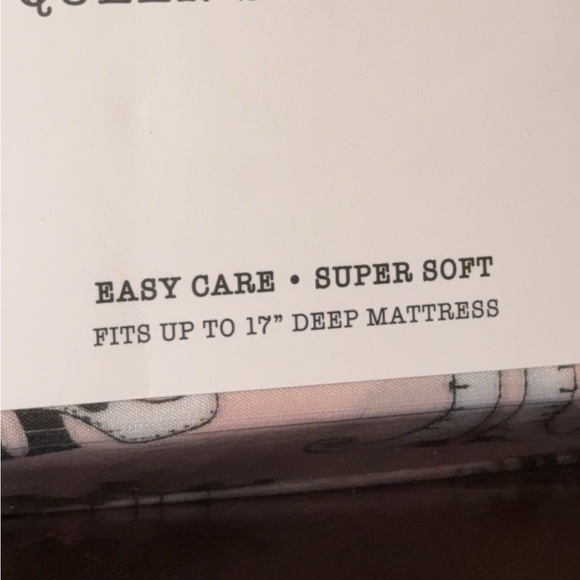 EASY CARE • SUPER SOFT
FITS UP TO 17” DEEP MATTRESS